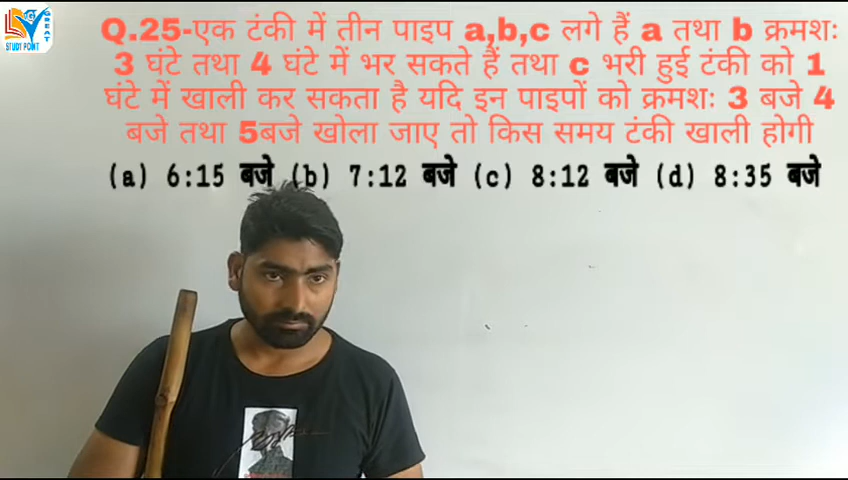 Q.25-एक टंकी में तीन पाइप a,b,c लगे हैं a तथा b क्रमशः
3 घंटे तथा 4 घंटे में भर सकते हैं तथा c भरी हुई टंकी को 1
घंटे में खाली कर सकता है यदि इन पाइपों को क्रमशः 3 बजे 4
बजे तथा 5बजे खोला जाए तो किस समय टंकी खाली होगी
(a) 6:15 बजे (b) 7:12 बजे (c) 8:12 बजे (d) 8:35 बजे
GREAT
STUDY POINT